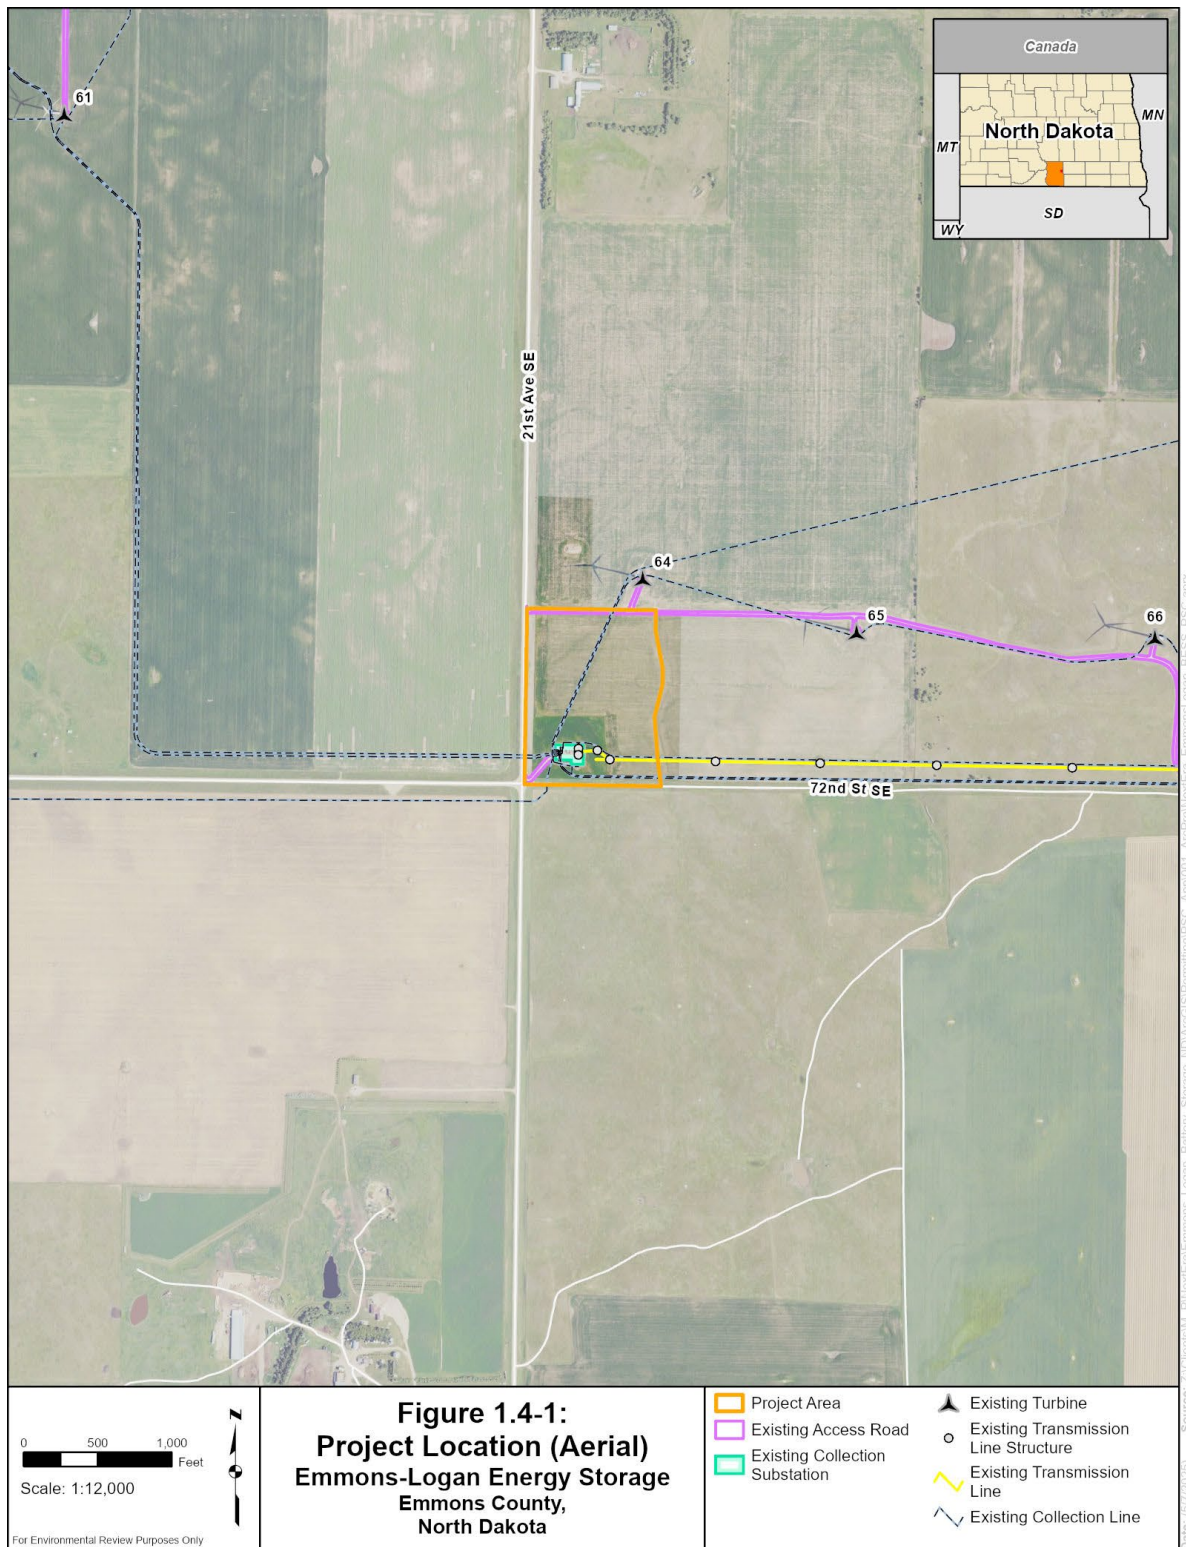 Canada
MT
North Dakota
MN
SD
WY
61
21st Ave SE
64
65
66
72nd St SE
0 500 1,000
Feet
Scale: 1:12,000
For Environmental Review Purposes Only
N
Figure 1.4-1:
Project Location (Aerial)
Emmons-Logan Energy Storage
Emmons County,
North Dakota
Project Area
Existing Access Road
Existing Collection
Substation
Existing Turbine
Existing Transmission
Line Structure
Existing Transmission
Line
Existing Collection Line